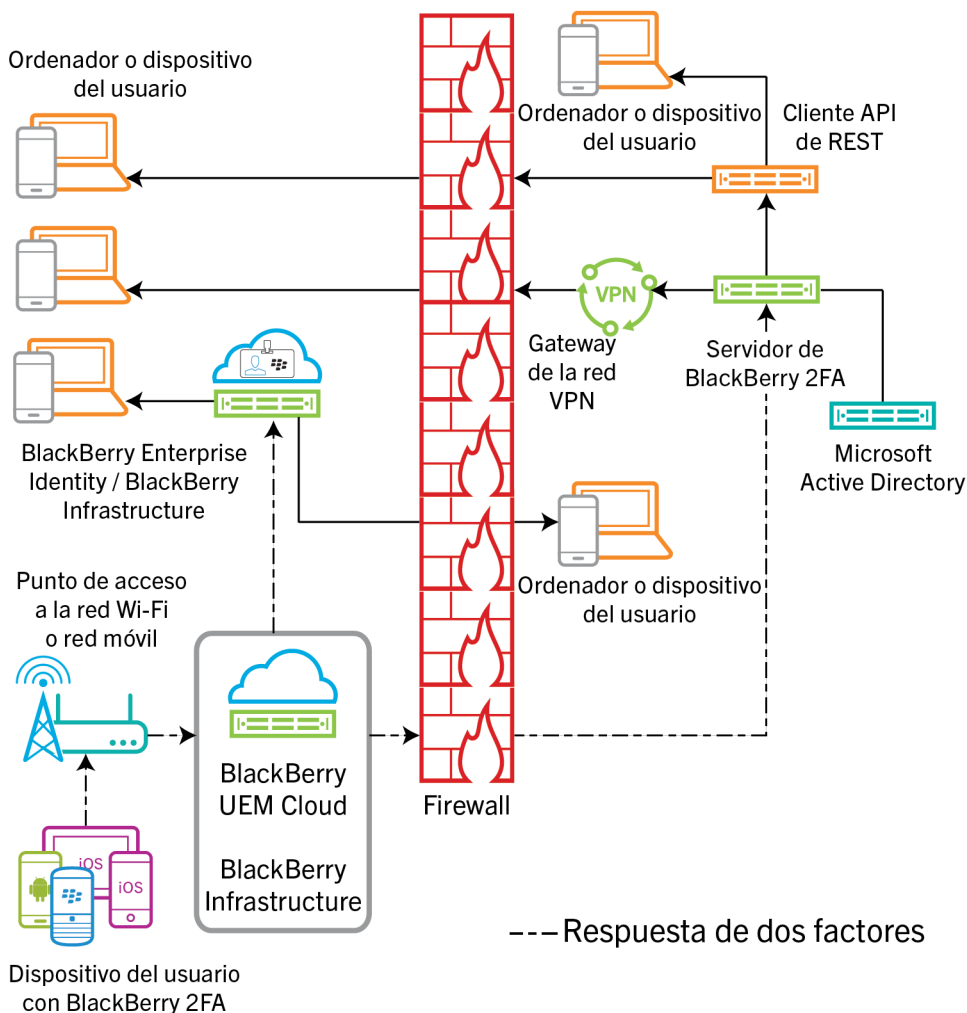 Ordenador o dispositivo
del usuario
Ordenador o dispositivo
del usuario
Cliente API
de REST
VPN
Gateway
de la red
VPN
Servidor de
BlackBerry 2FA
Microsoft
Active Directory
BlackBerry Enterprise
Identity / BlackBerry
Infrastructure
Ordenador o dispositivo
del usuario
Punto de acceso
a la red Wi-Fi
o red móvil
BlackBerry
UEM Cloud
BlackBerry
Infrastructure
Firewall
iOS
iOS
Dispositivo del usuario
con BlackBerry 2FA
Respuesta de dos factores